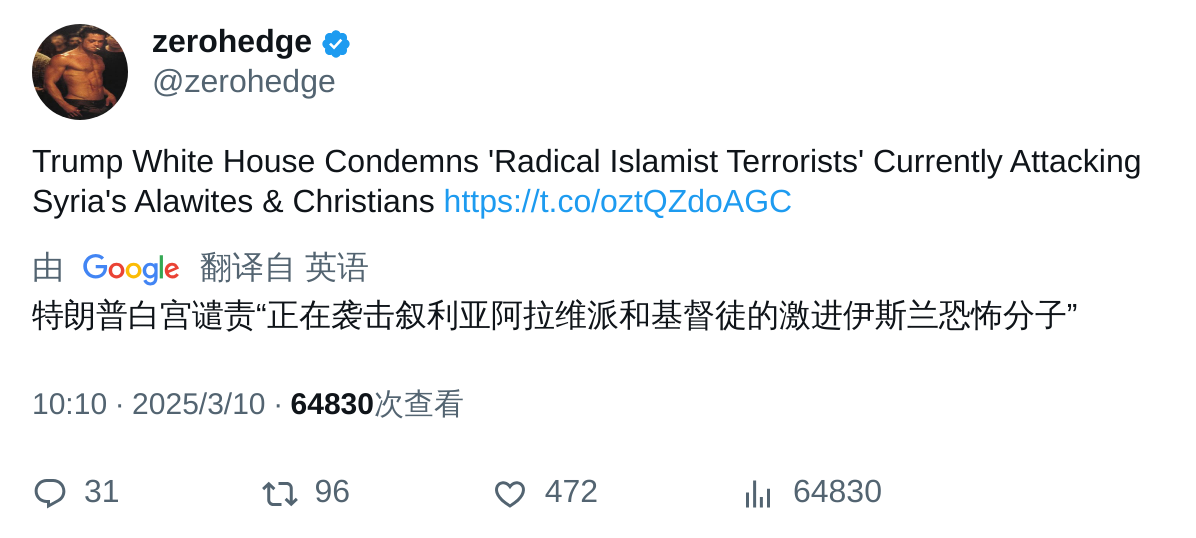 zerohedge
@zerohedge
Trump White House Condemns 'Radical Islamist Terrorists' Currently Attacking
Syria's Alawites & Christians https://t.co/oztQZdoAGC
由 Google 翻译自 英语
特朗普白宫谴责“正在袭击叙利亚阿拉维派和基督徒的激进伊斯兰恐怖分子”
10:10 · 2025/3/10 · 64830次查看
31 96 472 64830